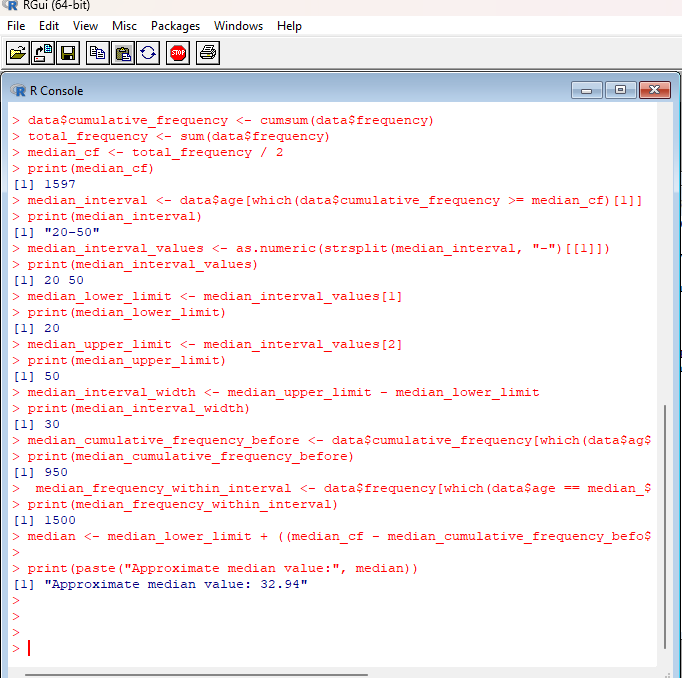 RGui (64-bit)
File Edit View Misc Packages Windows Help
STOP
R Console
> data$cumulative_frequency <- cumsum(data$frequency)
> total_frequency <- sum(data$frequency)
> median_cf <- total_frequency / 2
> print(median_cf)
[1] 1597
> median_interval <- data$age[which(data$cumulative_frequency >= median_cf)[1]]
> print(median_interval)
[1] "20-50"
> median_interval_values <- as.numeric(strsplit(median_interval, "-")[[1]])
> print(median_interval_values)
[1] 20 50
> median_lower_limit <- median_interval_values[1]
> print(median_lower_limit)
[1] 20
> median_upper_limit <- median_interval_values[2]
> print(median_upper_limit)
[1] 50
> median_interval_width <- median_upper_limit - median_lower_limit
> print(median_interval_width)
[1] 30
> median_cumulative_frequency_before <- data$cumulative_frequency[which(data$ag$
> print(median_cumulative_frequency_before)
[1] 950
>  median_frequency_within_interval <- data$frequency[which(data$age == median_$
> print(median_frequency_within_interval)
[1] 1500
> median <- median_lower_limit + ((median_cf - median_cumulative_frequency_befo$
>
> print(paste("Approximate median value:", median))
[1] "Approximate median value: 32.94"
>
>
>
>